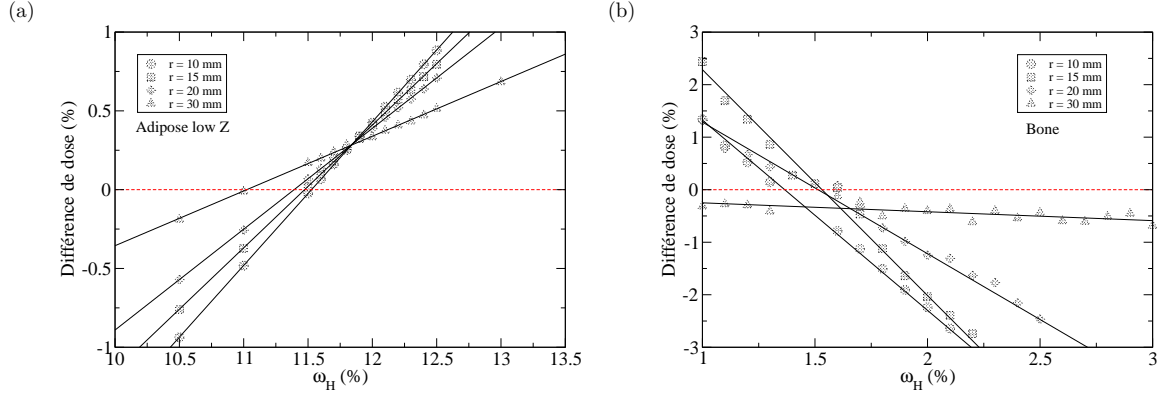 (a)
1
0.5
0
-0.5
-1
Différence de dose (%)
r = 10 mm
r = 15 mm
r = 20 mm
r = 30 mm
Adipose low Z
10 10.5 11 11.5 12 12.5 13 13.5
ω_H (%)
(b)
3
2
1
0
-1
-2
-3
Différence de dose (%)
r = 10 mm
r = 15 mm
r = 20 mm
r = 30 mm
Bone
1 1.5 2 2.5 3
ω_H (%)